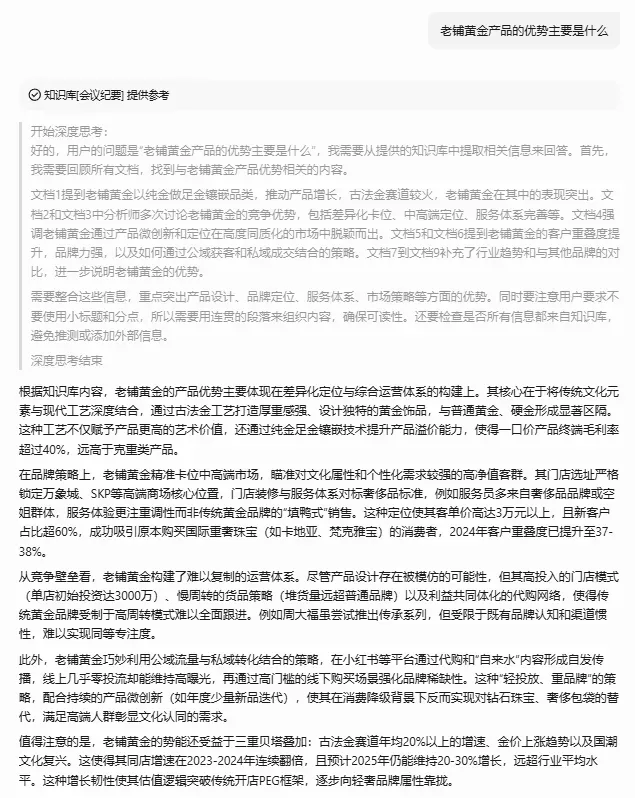 老铺黄金产品的优势主要是什么
知识库[会议纪要] 提供参考
开始深度思考:
好的，用户的问题是“老铺黄金产品的优势主要是什么”，我需要从提供的知识库中提取相关信息来回答。首先，
我需要回顾所有文档，找到与老铺黄金产品优势相关的内容。
文档1提到老铺黄金以纯金做足金镶嵌品类，推动产品增长，古法金赛道较火，老铺黄金在其中的表现突出。文
档2和文档3中分析师多次讨论老铺黄金的竞争优势，包括差异化卡位、中高端定位、服务体系完善等。文档4强
调老铺黄金通过产品微创新和定位在高度同质化的市场中脱颖而出。文档5和文档6提到老铺黄金的客户重叠度提
升，品牌力强，以及如何通过公域获客和私域成交结合的策略。文档7到文档9补充了行业趋势和与其他品牌的对
比，进一步说明老铺黄金的优势。
需要整合这些信息，重点突出产品设计、品牌定位、服务体系、市场策略等方面的优势。同时要注意用户要求不
要使用小标题和分点，所以需要用连贯的段落来组织内容，确保可读性。还要检查是否所有信息都来自知识库，
避免推测或添加外部信息。
深度思考结束
根据知识库内容，老铺黄金的产品优势主要体现在差异化定位与综合运营体系的构建上。其核心在于将传统文化元
素与现代工艺深度结合，通过古法金工艺打造厚重感强、设计独特的黄金饰品，与普通黄金、硬金形成显著区隔。
这种工艺不仅赋予产品更高的艺术价值，还通过纯金足金镶嵌技术提升产品溢价能力，使得一口价产品终端毛利率
超过40%，远高于克重类产品。
在品牌策略上，老铺黄金精准卡位中高端市场，瞄准对文化属性和个性化需求较强的高净值客群。其门店选址严格
锁定万象城、SKP等高端商场核心位置，门店装修与服务体系对标奢侈品标准，例如服务员多来自奢侈品品牌或空
姐群体，服务体验更注重调性而非传统黄金品牌的“填鸭式”销售。这种定位使其客单价高达3万元以上，且新客户
占比超60%，成功吸引原本购买国际重奢珠宝（如卡地亚、梵克雅宝）的消费者，2024年客户重叠度已提升至37-
38%。
从竞争壁垒看，老铺黄金构建了难以复制的运营体系。尽管产品设计存在被模仿的可能性，但其高投入的门店模式
（单店初始投资达3000万）、慢周转的货品策略（堆货量远超普通品牌）以及利益共同体化的代购网络，使得传
统黄金品牌受制于高周转模式难以全面跟进。例如周大福虽尝试推出传承系列，但受限于既有品牌认知和渠道惯
性，难以实现同等专注度。
此外，老铺黄金巧妙利用公域流量与私域转化结合的策略，在小红书等平台通过代购和“自来水”内容形成自发传
播，线上几乎零投流却能维持高曝光，再通过高门槛的线下购买场景强化品牌稀缺性。这种“轻投放、重品牌”的策
略，配合持续的产品微创新（如年度少量新品迭代），使其在消费降级背景下反而实现对钻石珠宝、奢侈包袋的替
代，满足高端人群彰显文化认同的需求。
值得注意的是，老铺黄金的势能还受益于三重贝塔叠加：古法金赛道年均20%以上的增速、金价上涨趋势以及国潮
文化复兴。这使得其同店增速在2023-2024年连续翻倍，且预计2025年仍能维持20-30%增长，远超行业平均水
平。这种增长韧性使其估值逻辑突破传统开店PEG框架，逐步向轻奢品牌属性靠拢。